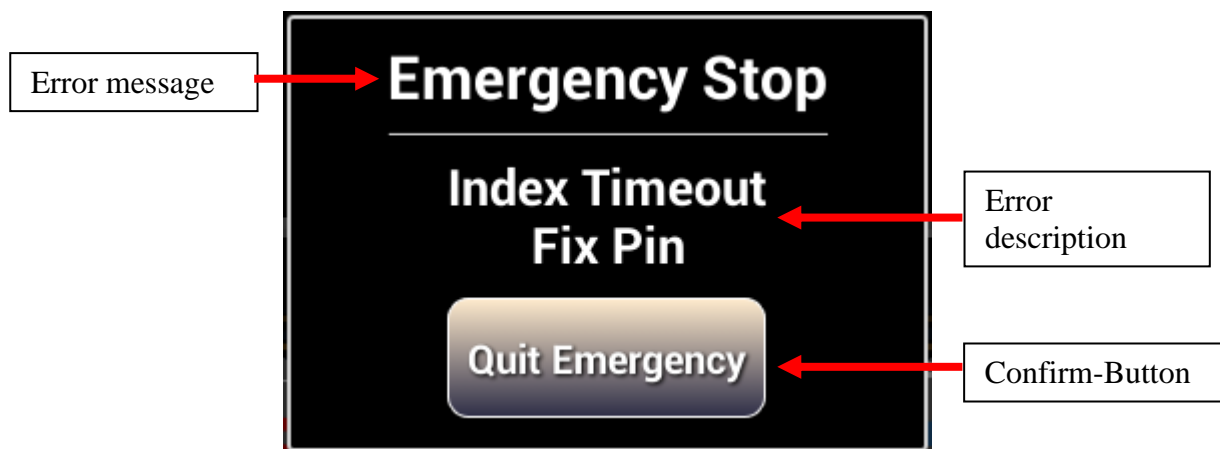 Error message
Emergency Stop
Index Timeout
Fix Pin
Error
description
Quit Emergency
Confirm-Button